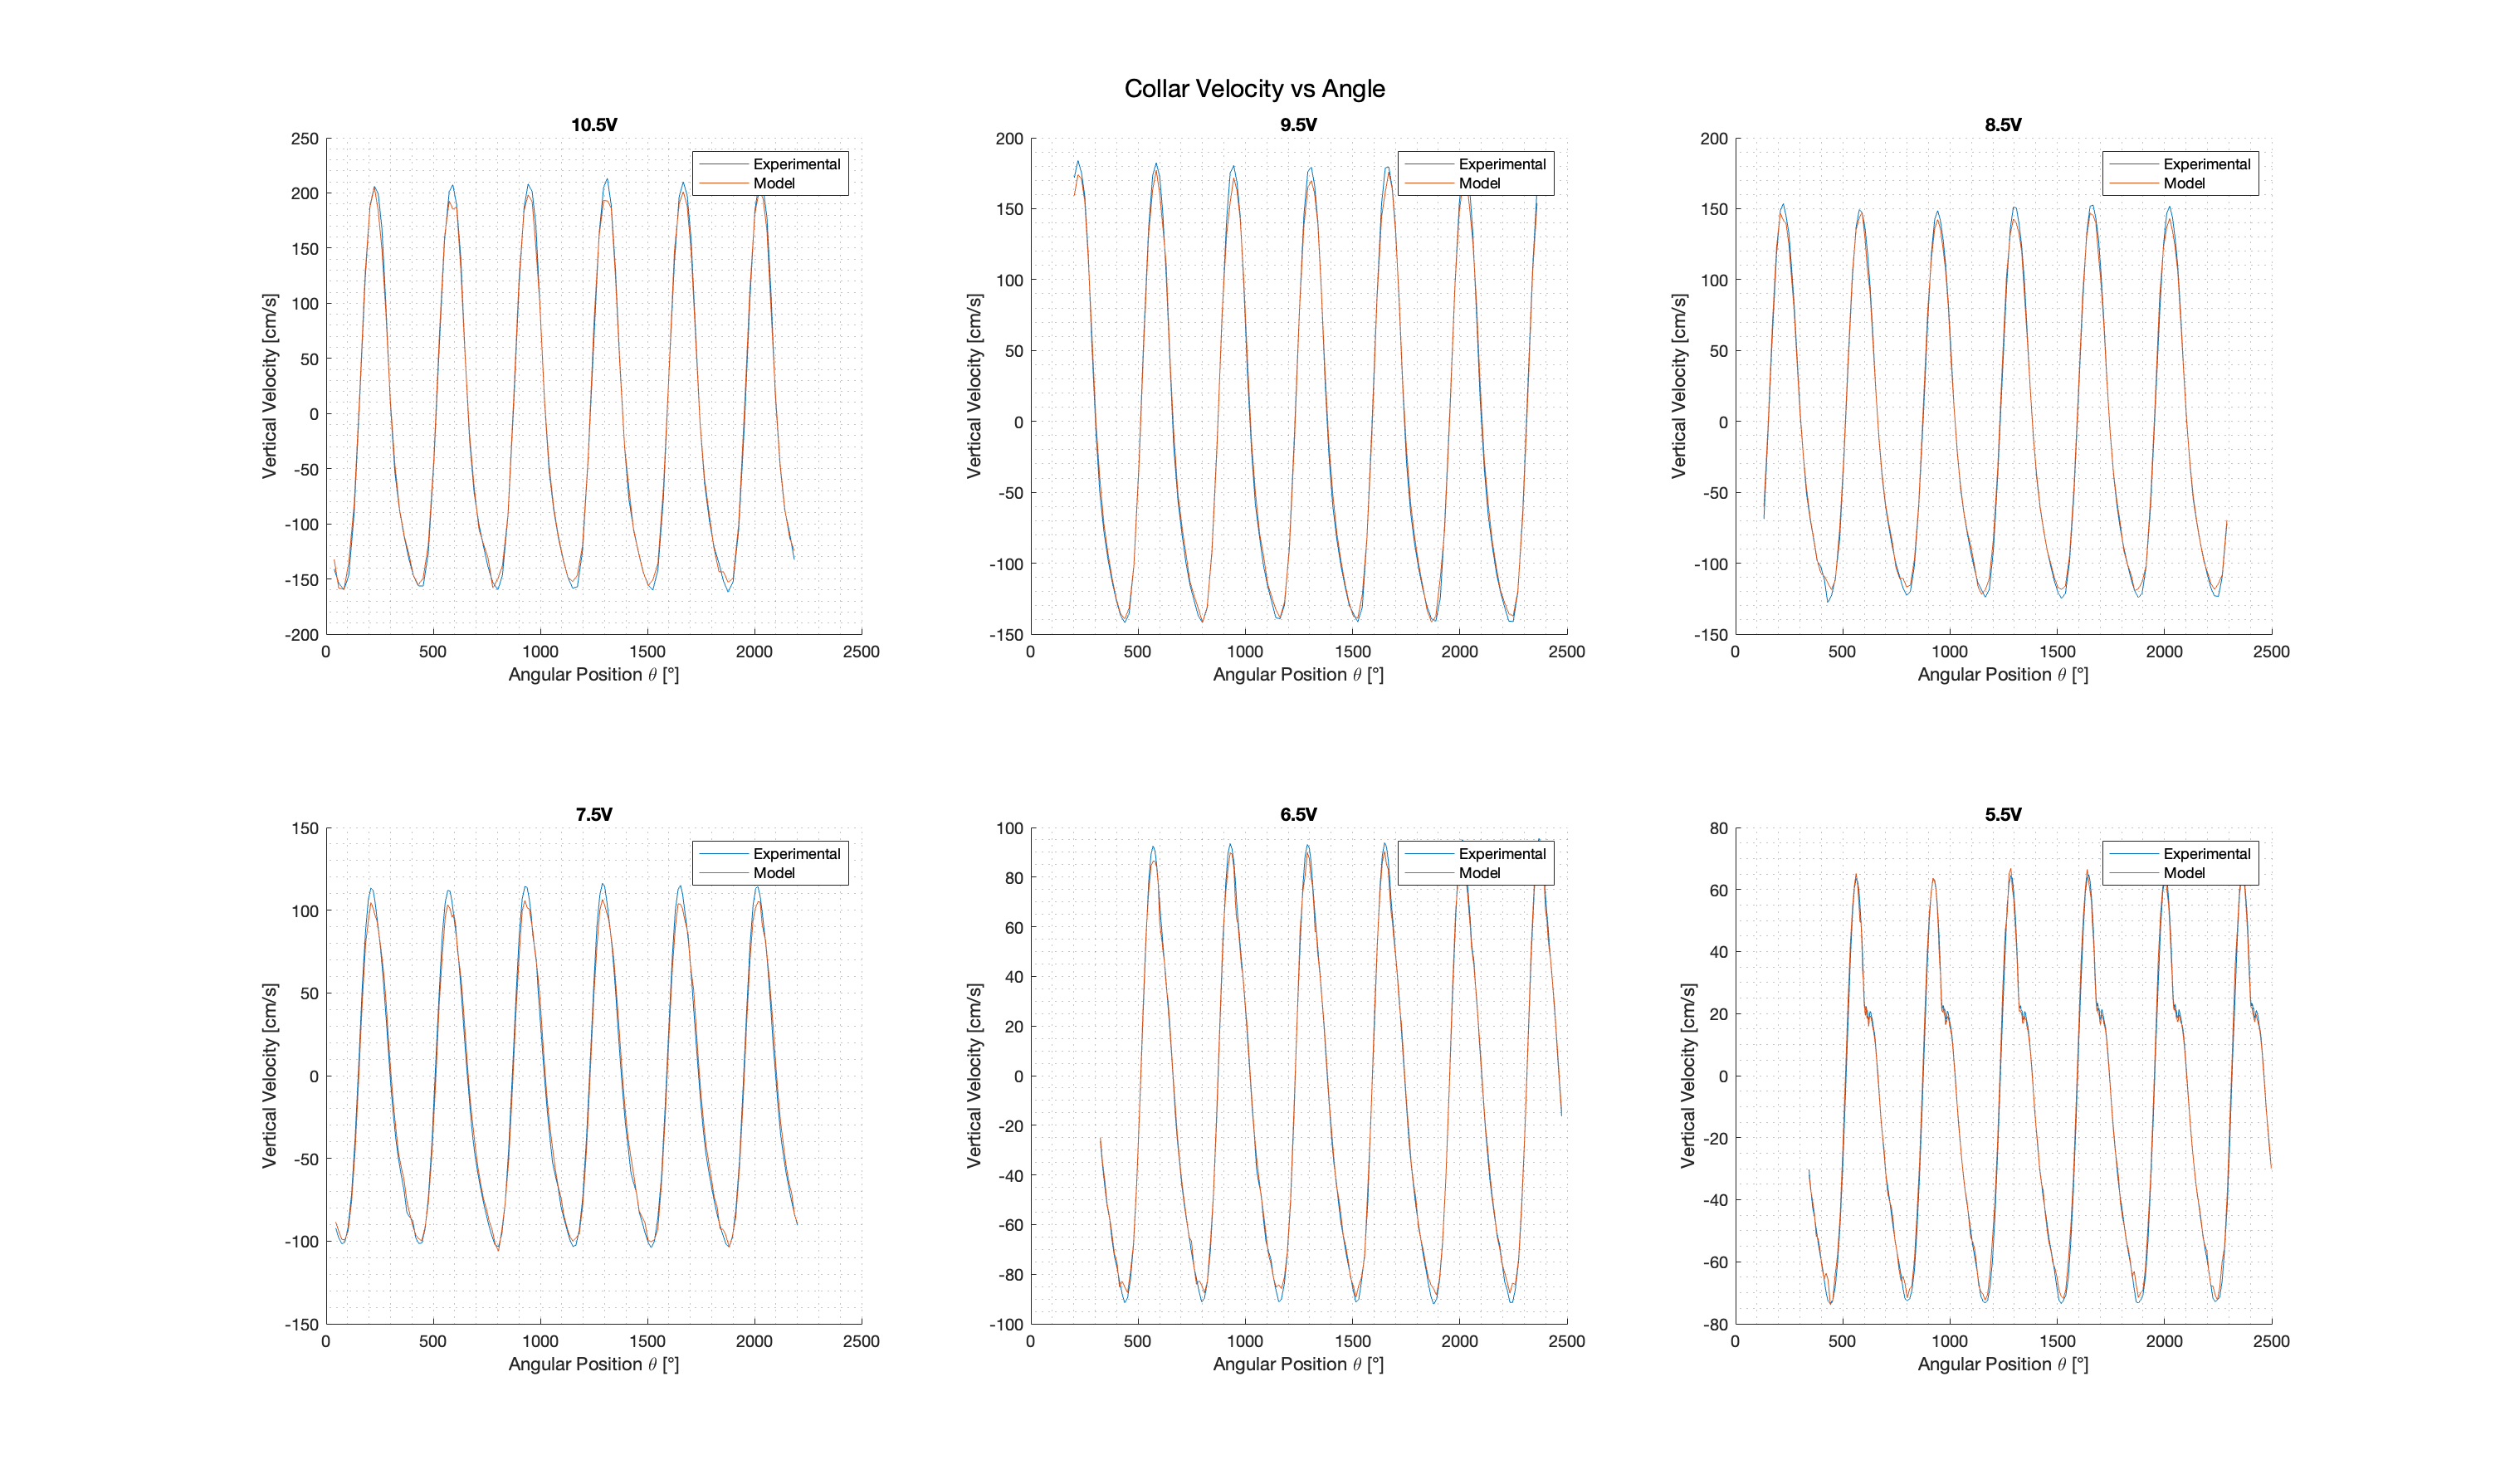 Collar Velocity vs Angle
10.5V
250
200
150
100
50
0
-50
-100
-150
-200
Vertical Velocity [cm/s]
Experimental
Model
0 500 1000 1500 2000 2500
Angular Position θ [°]
9.5V
200
150
100
50
0
-50
-100
-150
Vertical Velocity [cm/s]
Experimental
Model
0 500 1000 1500 2000 2500
Angular Position θ [°]
8.5V
200
150
100
50
0
-50
-100
-150
Vertical Velocity [cm/s]
Experimental
Model
0 500 1000 1500 2000 2500
Angular Position θ [°]
7.5V
150
100
50
0
-50
-100
-150
Vertical Velocity [cm/s]
Experimental
Model
0 500 1000 1500 2000 2500
Angular Position θ [°]
6.5V
100
80
60
40
20
0
-20
-40
-60
-80
-100
Vertical Velocity [cm/s]
Experimental
Model
0 500 1000 1500 2000 2500
Angular Position θ [°]
5.5V
80
60
40
20
0
-20
-40
-60
-80
Vertical Velocity [cm/s]
Experimental
Model
0 500 1000 1500 2000 2500
Angular Position θ [°]